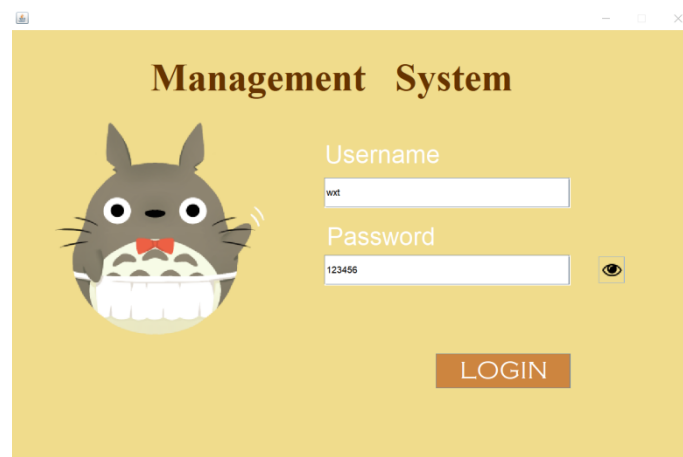 Management System
Username
wxt
Password
123456
LOGIN